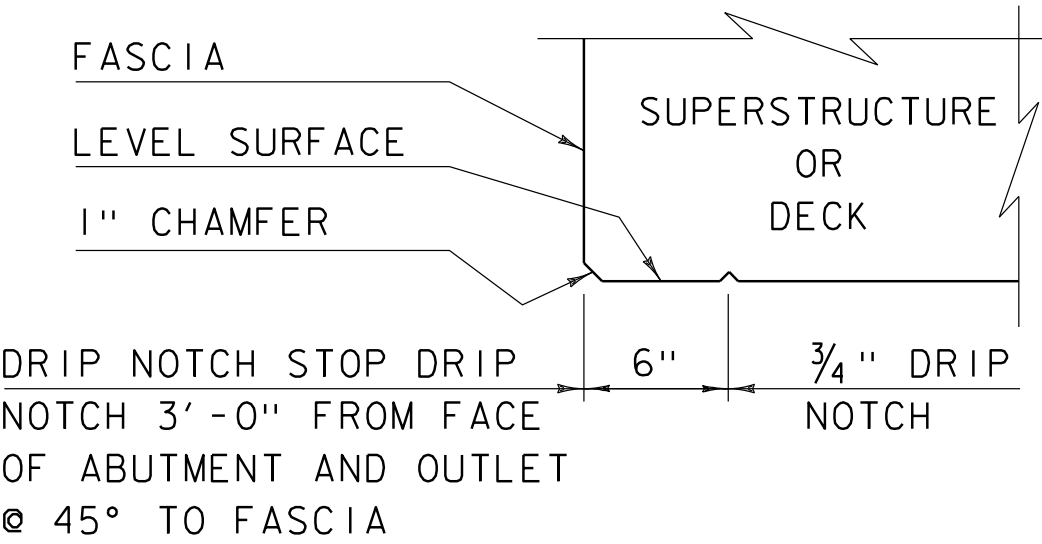 FASCIA
LEVEL SURFACE
1" CHAMFER
SUPERSTRUCTURE
OR
DECK
DRIP NOTCH STOP DRIP
NOTCH 3'-0" FROM FACE
OF ABUTMENT AND OUTLET
@ 45° TO FASCIA
6"
3/4" DRIP
NOTCH